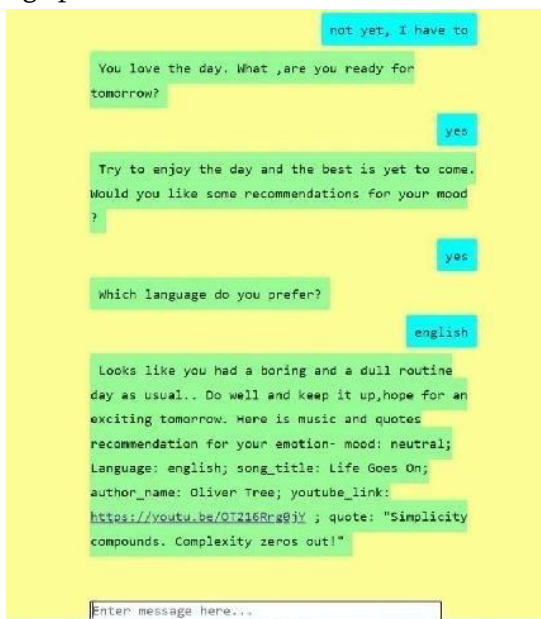 not yet, I have to
You love the day. What ,are you ready for
tomorrow?
yes
Try to enjoy the day and the best is yet to come.
Would you like some recommendations for your mood
?
yes
Which language do you prefer?
english
Looks like you had a boring and a dull routine
day as usual.. Do well and keep it up,hope for an
exciting tomorrow. Here is music and quotes
recommendation for your emotion- mood: neutral;
Language: english; song_title: Life Goes On;
author_name: Oliver Tree; youtube_link:
https://youtu.be/OT216Rrg0jY ; quote: "Simplicity
compounds. Complexity zeros out!"
Enter message here...